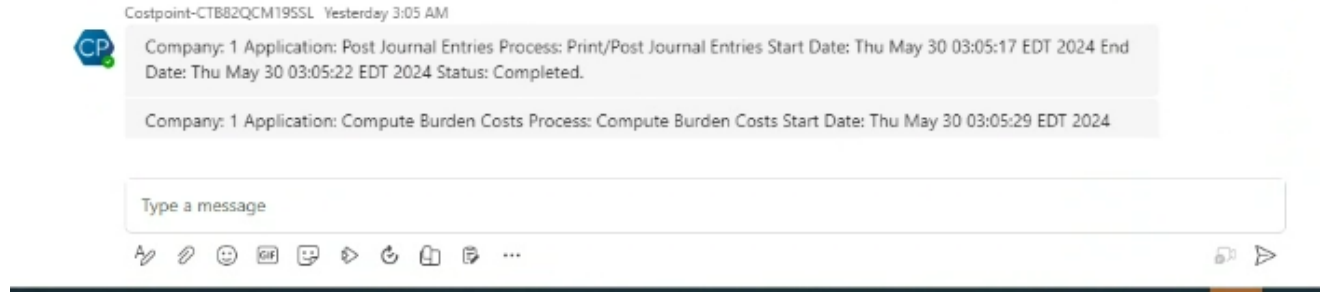 Costpoint-CTB82QCM19SSL Yesterday 3:05 AM
CP
Company: 1 Application: Post Journal Entries Process: Print/Post Journal Entries Start Date: Thu May 30 03:05:17 EDT 2024 End
Date: Thu May 30 03:05:22 EDT 2024 Status: Completed.
Company: 1 Application: Compute Burden Costs Process: Compute Burden Costs Start Date: Thu May 30 03:05:29 EDT 2024
Type a message
GIF